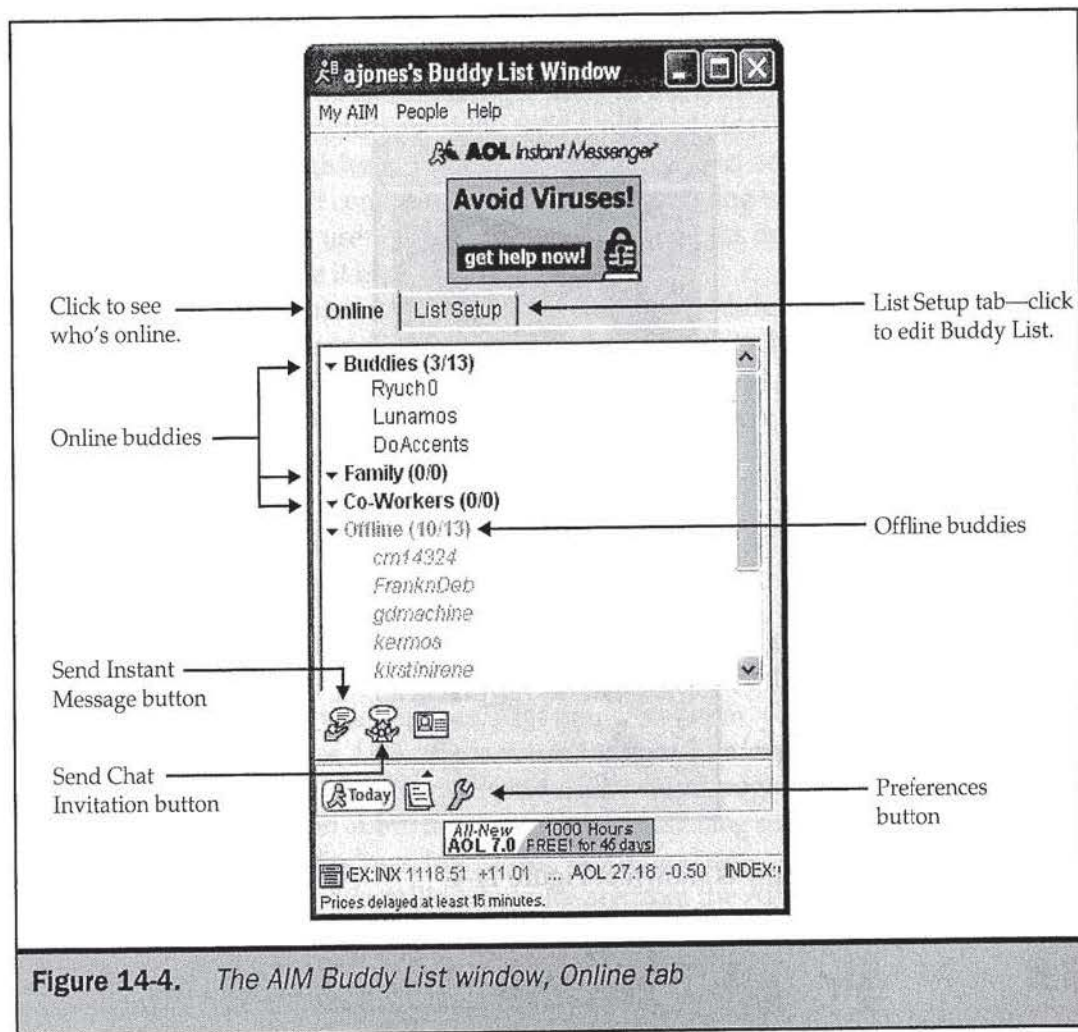 ajones's Buddy List Window
My AIM People Help
AOL Instant Messenger
Avoid Viruses!
get help now!
Click to see
who's online.
Online List Setup
List Setup tab—click
to edit Buddy List.
Buddies (3/13)
Ryuch0
Lunamos
DoAccents
Online buddies
Family (0/0)
Co-Workers (0/0)
Offline (10/13)
Offline buddies
crn14324
FranknDeb
gdmachine
kermos
kirstinirene
Send Instant
Message button
Send Chat
Invitation button
Today
Preferences
button
All-New 1000 Hours
AOL 7.0 FREE! for 46 days
EX:INX 1118.51 +11.01 ... AOL 27.18 -0.50 INDEX:
Prices delayed at least 15 minutes.
Figure 14-4. The AIM Buddy List window, Online tab